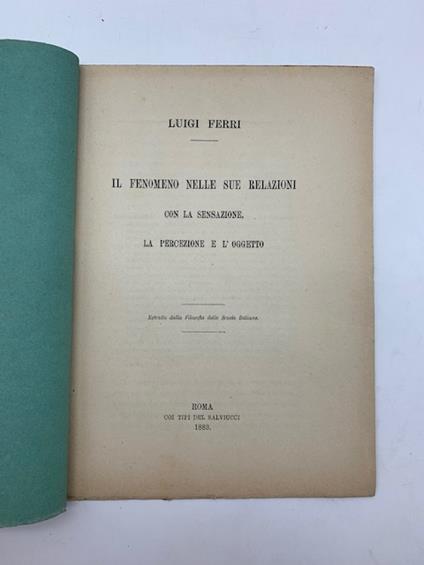 LUIGI FERRI
IL FENOMENO NELLE SUE RELAZIONI
CON LA SENSAZIONE,
LA PERCEZIONE E L'OGGETTO
Estratto dalla Filosofia delle Scuole Italiane.
ROMA
COI TIPI DEL SALVIUCCI
1883.